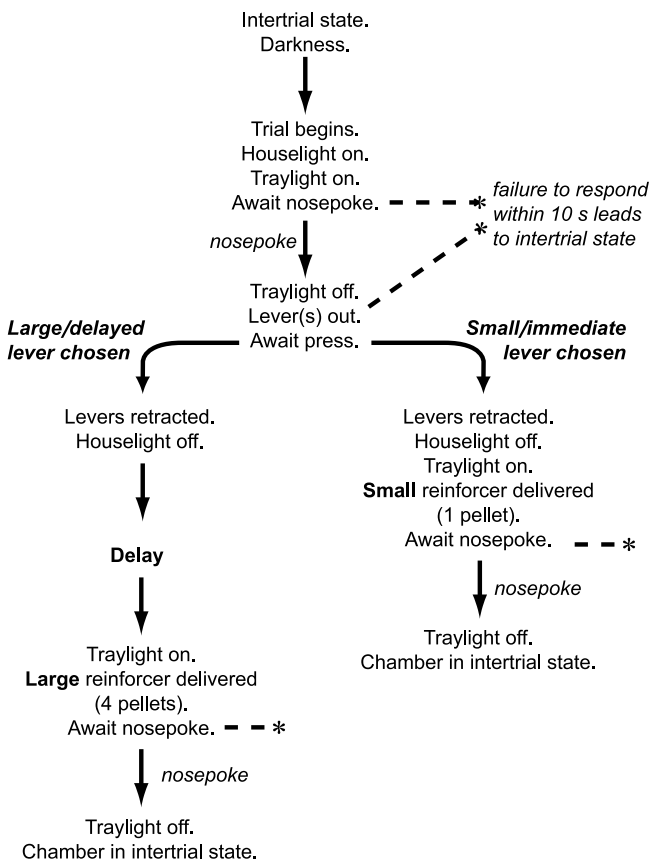 Intertrial state.
Darkness.
Trial begins.
Houselight on.
Traylight on.
Await nosepoke.
* failure to respond
within 10 s leads
* to intertrial state
nosepoke
Traylight off.
Lever(s) out.
Await press.
Large/delayed
lever chosen
Small/immediate
lever chosen
Levers retracted.
Houselight off.
Delay
Traylight on.
Large reinforcer delivered
(4 pellets).
Await nosepoke. *
nosepoke
Traylight off.
Chamber in intertrial state.
Levers retracted.
Houselight off.
Traylight on.
Small reinforcer delivered
(1 pellet).
Await nosepoke. *
nosepoke
Traylight off.
Chamber in intertrial state.